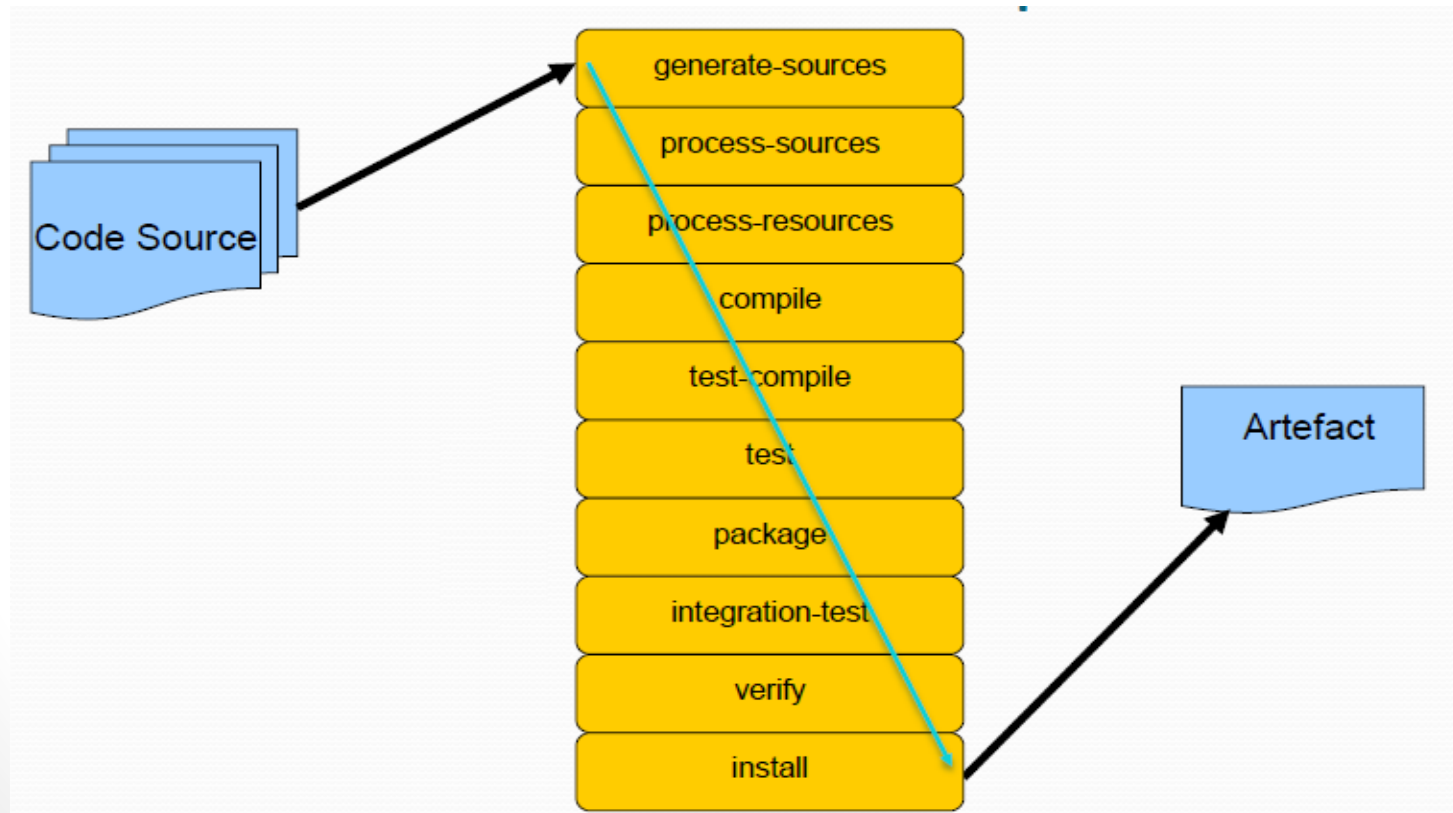 generate-sources
process-sources
process-resources
Code Source
compile
test-compile
test
Artefact
package
integration-test
verify
install